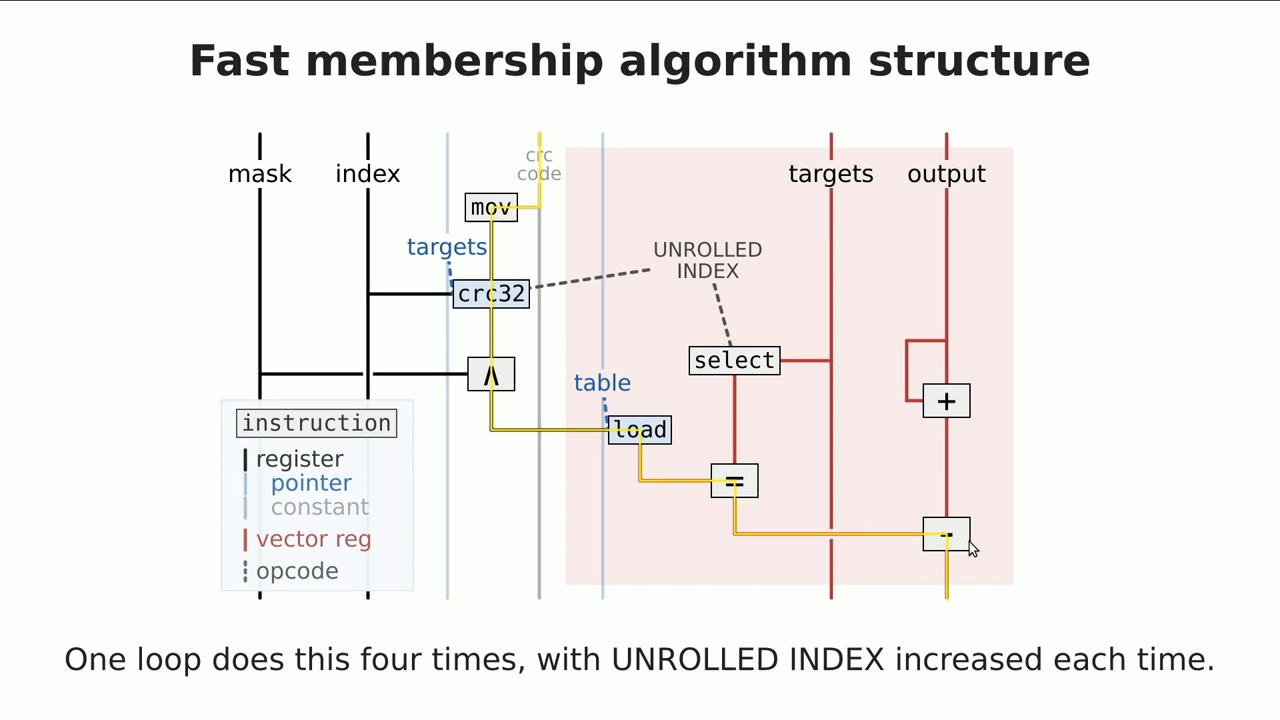 Fast membership algorithm structure
mask
index
crc
code
targets
output
mov
targets
UNROLLED
INDEX
crc32
select
Λ
table
load
+
instruction
register
pointer
constant
vector reg
opcode
=
-
One loop does this four times, with UNROLLED INDEX increased each time.